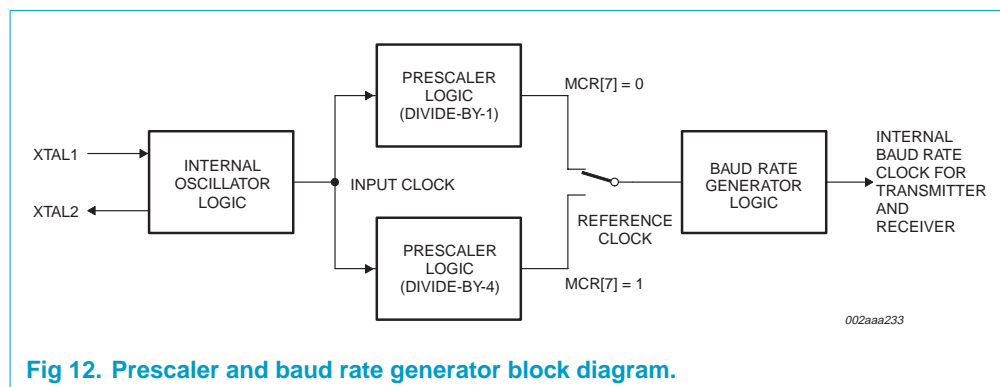 PRESCALER
LOGIC
(DIVIDE-BY-1)
MCR[7] = 0
XTAL1
XTAL2
INTERNAL
OSCILLATOR
LOGIC
INPUT CLOCK
BAUD RATE
GENERATOR
LOGIC
INTERNAL
BAUD RATE
CLOCK FOR
TRANSMITTER
AND
RECEIVER
REFERENCE
CLOCK
PRESCALER
LOGIC
(DIVIDE-BY-4)
MCR[7] = 1
002aaa233
Fig 12. Prescaler and baud rate generator block diagram.